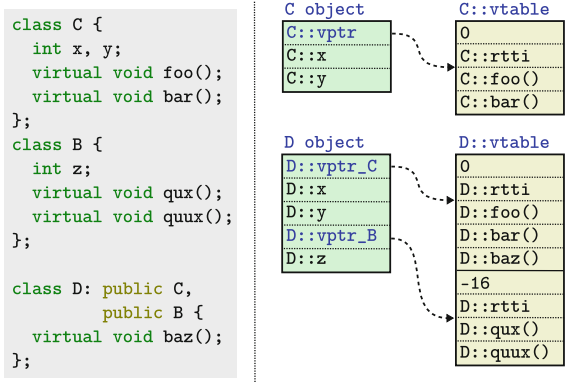 class C {
int x, y;
virtual void foo();
virtual void bar();
};
class B {
int z;
virtual void qux();
virtual void quux();
};
class D: public C,
public B {
virtual void baz();
};
C object
C::vptr
C::x
C::y
C::vtable
0
C::rtti
C::foo()
C::bar()
D object
D::vptr_C
D::x
D::y
D::vptr_B
D::z
D::vtable
0
D::rtti
D::foo()
D::bar()
D::baz()
-16
D::rtti
D::qux()
D::quux()